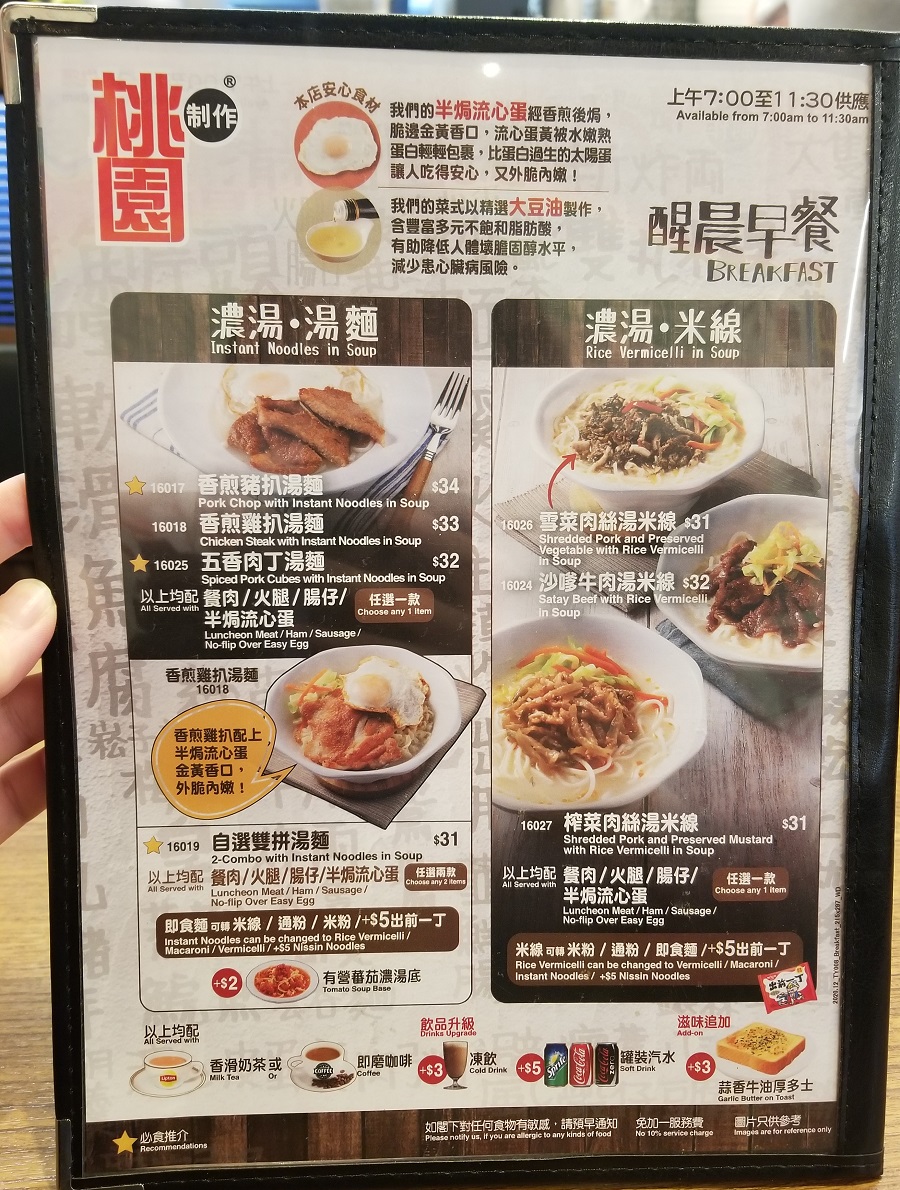 桃園
制作
®
本店安心食材
我們的半焗流心蛋經香煎後焗，
脆邊金黃香口，流心蛋黃被水嫩熟
蛋白輕輕包裹，比蛋白過生的太陽蛋
讓人吃得安心，又外脆內嫩！
我們的菜式以精選大豆油製作，
含豐富多元不飽和脂肪酸，
有助降低人體壞膽固醇水平，
減少患心臟病風險。
上午7:00至11:30供應
Available from 7:00am to 11:30am
醒晨早餐
BREAKFAST
濃湯・湯麵
Instant Noodles in Soup
16017 香煎豬扒湯麵 $34
Pork Chop with Instant Noodles in Soup
16018 香煎雞扒湯麵 $33
Chicken Steak with Instant Noodles in Soup
16025 五香肉丁湯麵 $32
Spiced Pork Cubes with Instant Noodles in Soup
以上均配 餐肉/火腿/腸仔/
All Served with
半焗流心蛋
任選一款
Choose any 1 Item
Luncheon Meat / Ham / Sausage /
No-flip Over Easy Egg
香煎雞扒湯麵
16018
香煎雞扒配上
半焗流心蛋
金黃香口，
外脆內嫩！
16019 自選雙拼湯麵 $31
2-Combo with Instant Noodles in Soup
以上均配 餐肉/火腿/腸仔/半焗流心蛋
All Served with
任選兩款
Choose any 2 Items
Luncheon Meat / Ham / Sausage /
No-flip Over Easy Egg
即食麵 可轉 米線 / 通粉 / 米粉 /+$5出前一丁
Instant Noodles can be changed to Rice Vermicelli /
Macaroni / Vermicelli / +$5 Nissin Noodles
+$2
有營蕃茄濃湯底
Tomato Soup Base
濃湯・米線
Rice Vermicelli in Soup
16026 雪菜肉絲湯米線 $31
Shredded Pork and Preserved
Vegetable with Rice Vermicelli
in Soup
16024 沙嗲牛肉湯米線 $32
Satay Beef with Rice Vermicelli
in Soup
16027 榨菜肉絲湯米線 $31
Shredded Pork and Preserved Mustard
with Rice Vermicelli in Soup
以上均配 餐肉/火腿/腸仔/
All Served with
半焗流心蛋
任選一款
Choose any 1 Item
Luncheon Meat / Ham / Sausage /
No-flip Over Easy Egg
米線 可轉 米粉 / 通粉 / 即食麵 /+$5出前一丁
Rice Vermicelli can be changed to Vermicelli / Macaroni /
Instant Noodles / +$5 Nissin Noodles
出前一丁
以上均配
All Served with
Lipton
香滑奶茶 或
Milk Tea Or
COFFEE
即磨咖啡
Coffee
飲品升級
Drinks Upgrade
+$3
凍飲
Cold Drink
+$5
Sprite
Coca-Cola
罐裝汽水
Soft Drink
滋味追加
Add-on
+$3
蒜香牛油厚多士
Garlic Butter on Toast
必食推介
Recommendations
如閣下對任何食物有敏感，請預早通知
Please notify us, if you are allergic to any kinds of food
免加一服務費
No 10% service charge
圖片只供參考
Images are for reference only